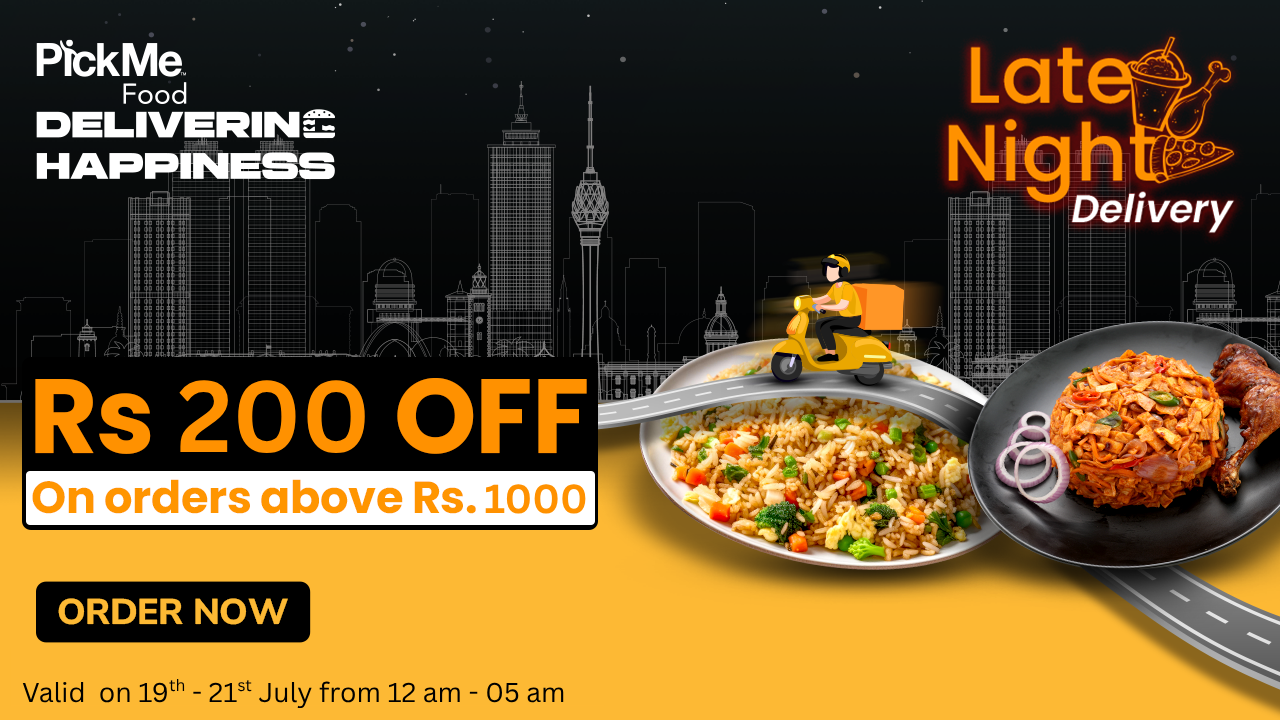 PickMe™
Food
DELIVERING
HAPPINESS
Late
Night
Delivery
Rs 200 OFF
On orders above Rs. 1000
ORDER NOW
Valid on 19th - 21st July from 12 am - 05 am